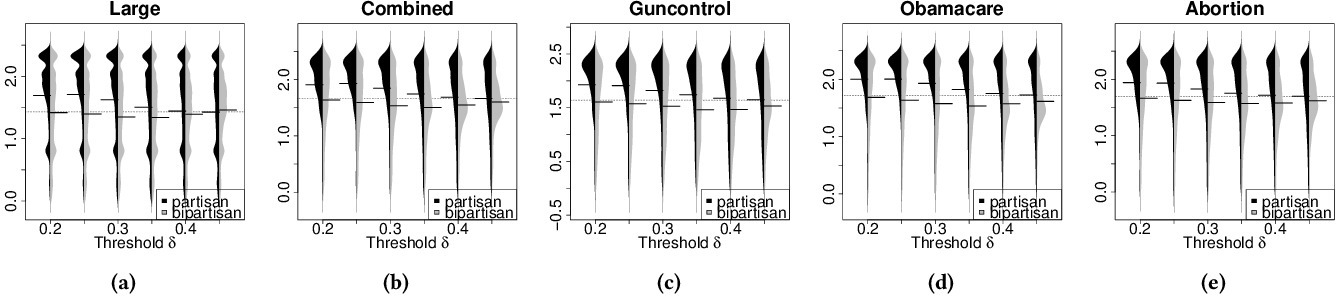 Large
2.0
1.0
0.0
partisan
bipartisan
0.2 0.3 0.4
Threshold δ
(a)
Combined
2.0
1.0
0.0
partisan
bipartisan
0.2 0.3 0.4
Threshold δ
(b)
Guncontrol
2.5
1.5
0.5
−0.5
partisan
bipartisan
0.2 0.3 0.4
Threshold δ
(c)
Obamacare
2.0
1.0
0.0
partisan
bipartisan
0.2 0.3 0.4
Threshold δ
(d)
Abortion
2.0
1.0
0.0
partisan
bipartisan
0.2 0.3 0.4
Threshold δ
(e)